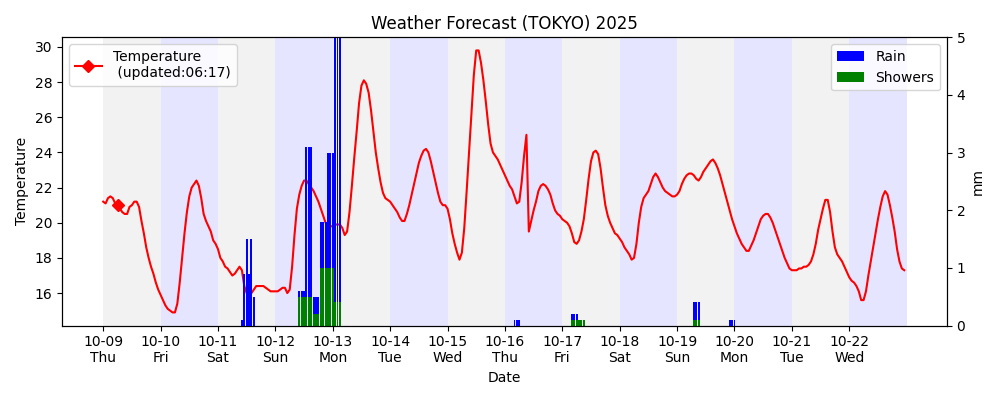 Weather Forecast (TOKYO) 2025
Temperature
(updated:06:17)
Rain
Showers
Temperature
30
28
26
24
22
20
18
16
5
4
3
2
1
0
mm
10-09 10-10 10-11 10-12 10-13 10-14 10-15 10-16 10-17 10-18 10-19 10-20 10-21 10-22
Thu Fri Sat Sun Mon Tue Wed Thu Fri Sat Sun Mon Tue Wed
Date